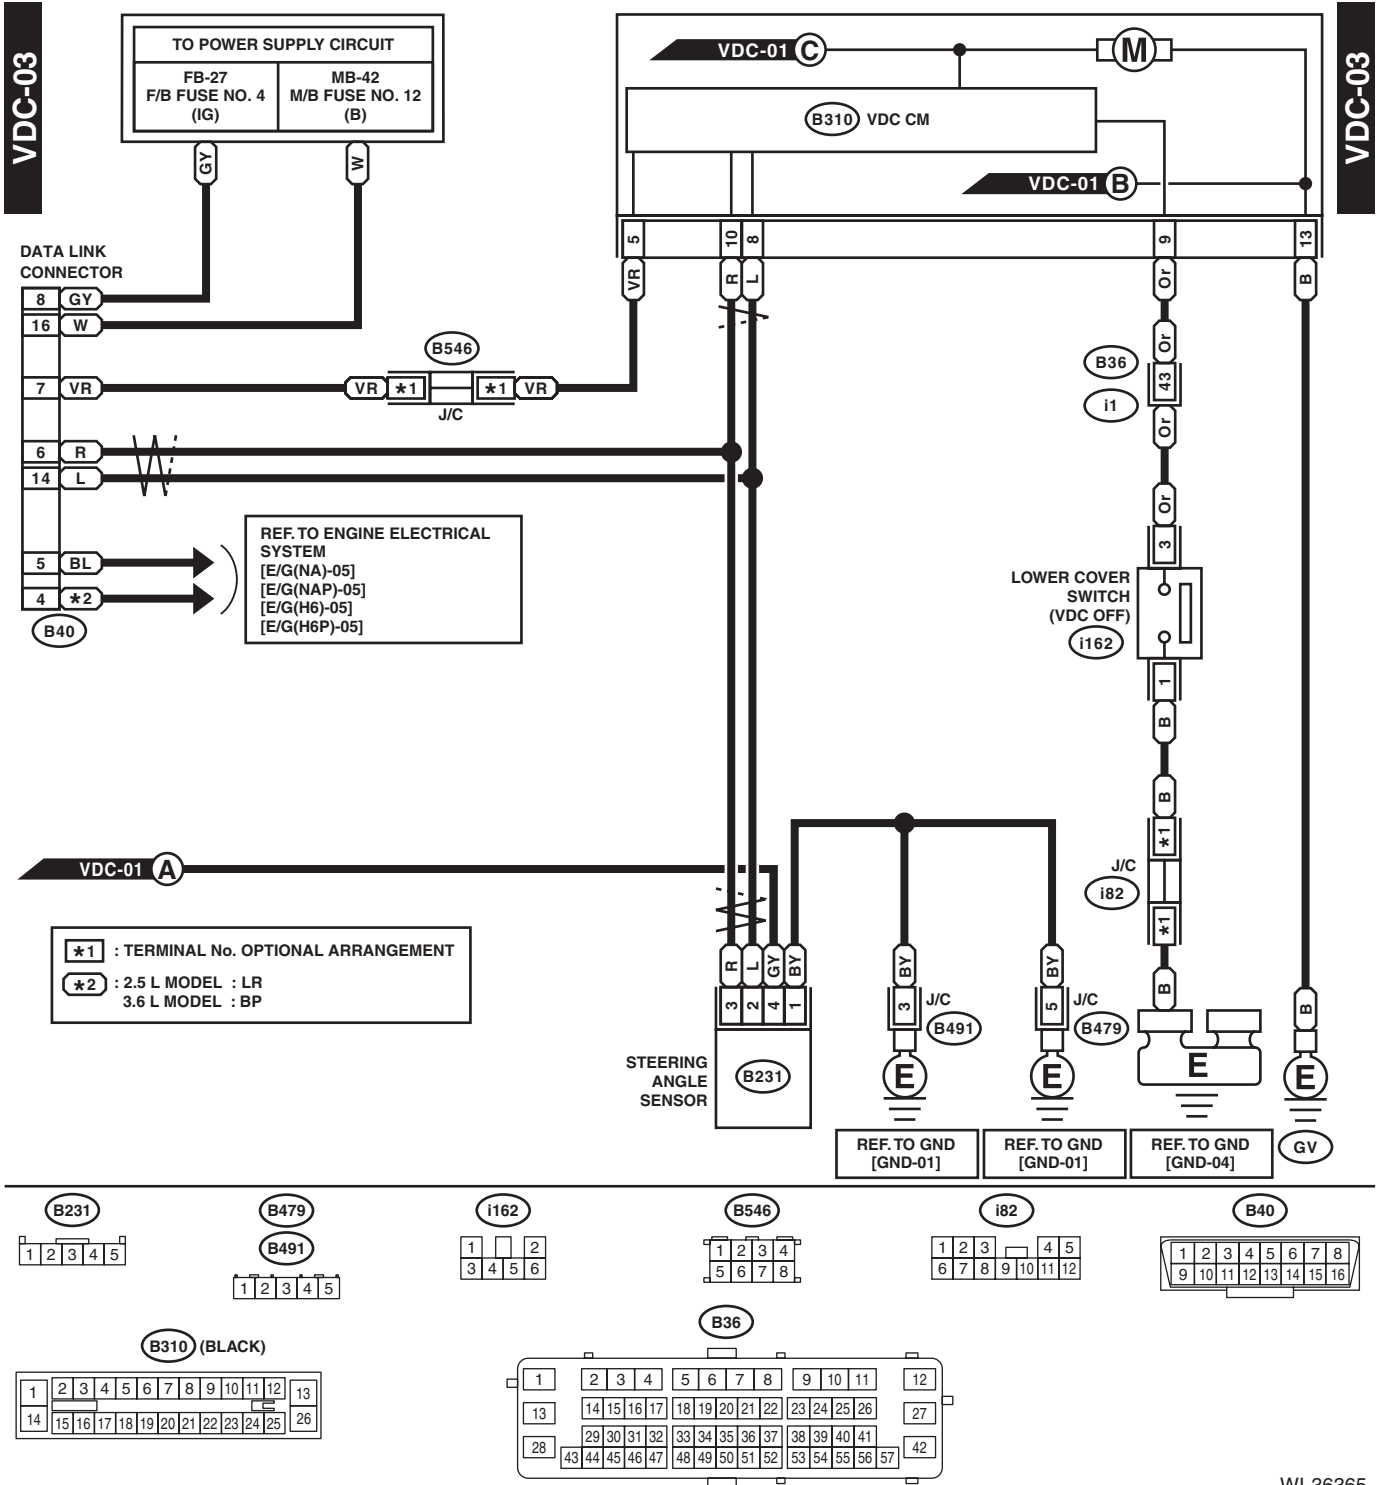 VDC-03
VDC-03
TO POWER SUPPLY CIRCUIT
FB-27
F/B FUSE NO. 4
(IG)
MB-42
M/B FUSE NO. 12
(B)
GY
W
VDC-01 C
M
B310 VDC CM
VDC-01 B
5
10
8
9
13
VR
R
L
Or
B
DATA LINK
CONNECTOR
8 GY
16 W
7 VR
6 R
14 L
5 BL
4 *2
B40
B546
VR *1 *1 VR
J/C
REF. TO ENGINE ELECTRICAL
SYSTEM
[E/G(NA)-05]
[E/G(NAP)-05]
[E/G(H6)-05]
[E/G(H6P)-05]
Or
B36
43
i1
Or
Or
3
LOWER COVER
SWITCH
(VDC OFF)
i162
1
B
B
*1
J/C
i82
*1
B
VDC-01 A
*1 : TERMINAL No. OPTIONAL ARRANGEMENT
*2 : 2.5 L MODEL : LR
3.6 L MODEL : BP
R L GY BY
3 2 4 1
STEERING
ANGLE
SENSOR
B231
BY
3
J/C
B491
E
BY
5
J/C
B479
E
E
B
E
REF. TO GND
[GND-01]
REF. TO GND
[GND-01]
REF. TO GND
[GND-04]
GV
B231
1 2 3 4 5
B479
B491
1 2 3 4 5
i162
1 2
3 4 5 6
B546
1 2 3 4
5 6 7 8
i82
1 2 3 4 5
6 7 8 9 10 11 12
B40
1 2 3 4 5 6 7 8
9 10 11 12 13 14 15 16
B310 (BLACK)
1 2 3 4 5 6 7 8 9 10 11 12 13
14 15 16 17 18 19 20 21 22 23 24 25 26
B36
1 2 3 4 5 6 7 8 9 10 11 12
13 14 15 16 17 18 19 20 21 22 23 24 25 26 27
28 29 30 31 32 33 34 35 36 37 38 39 40 41 42
43 44 45 46 47 48 49 50 51 52 53 54 55 56 57
WI-36365